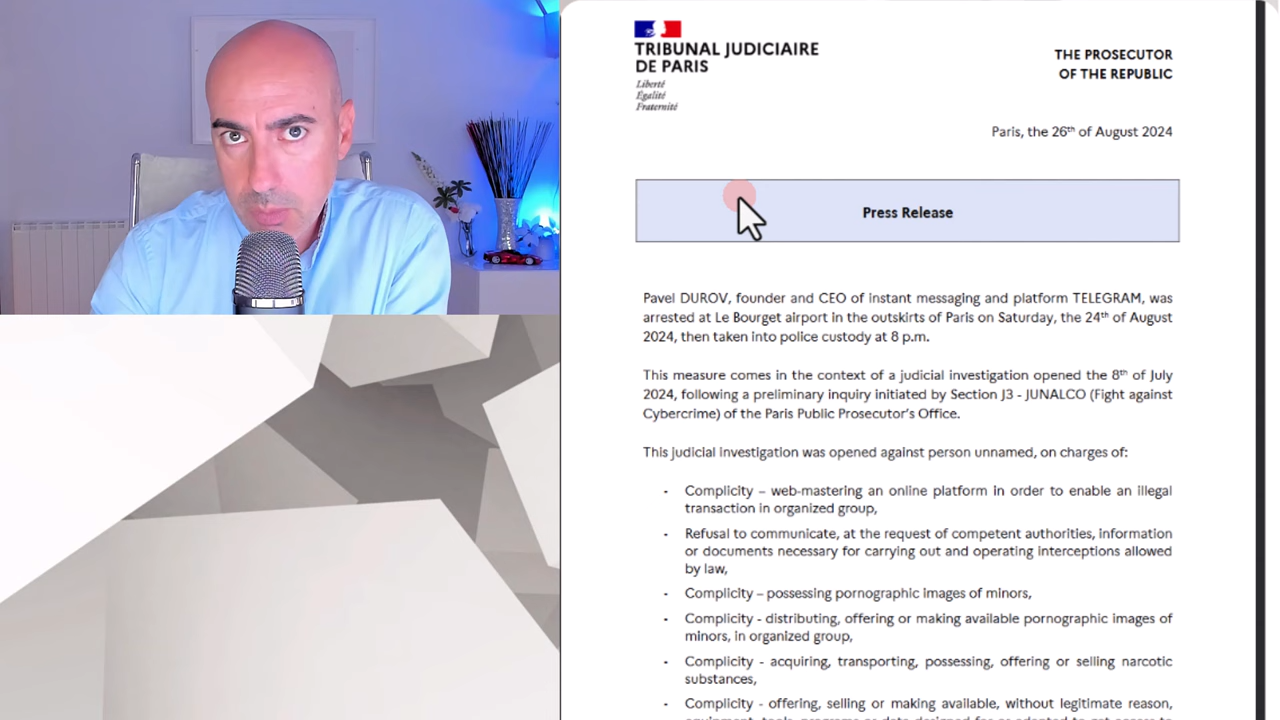 TRIBUNAL JUDICIAIRE
DE PARIS
Liberté
Égalité
Fraternité
THE PROSECUTOR
OF THE REPUBLIC
Paris, the 26th of August 2024
Press Release
Pavel DUROV, founder and CEO of instant messaging and platform TELEGRAM, was
arrested at Le Bourget airport in the outskirts of Paris on Saturday, the 24th of August
2024, then taken into police custody at 8 p.m.
This measure comes in the context of a judicial investigation opened the 8th of July
2024, following a preliminary inquiry initiated by Section J3 - JUNALCO (Fight against
Cybercrime) of the Paris Public Prosecutor's Office.
This judicial investigation was opened against person unnamed, on charges of:
- Complicity – web-mastering an online platform in order to enable an illegal
transaction in organized group,
- Refusal to communicate, at the request of competent authorities, information
or documents necessary for carrying out and operating interceptions allowed
by law,
- Complicity – possessing pornographic images of minors,
- Complicity - distributing, offering or making available pornographic images of
minors, in organized group,
- Complicity - acquiring, transporting, possessing, offering or selling narcotic
substances,
- Complicity - offering, selling or making available, without legitimate reason,